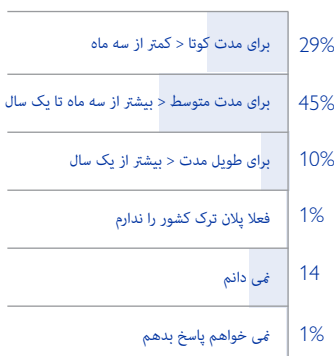 برای مدت کوتا < کمتر از سه ماه 29%
برای مدت متوسط < بیشتر از سه ماه تا یک سال 45%
برای طویل مدت < بیشتر از یک سال 10%
فعلا پلان ترک کشور را ندارم 1%
نمی دانم 14
نمی خواهم پاسخ بدهم 1%